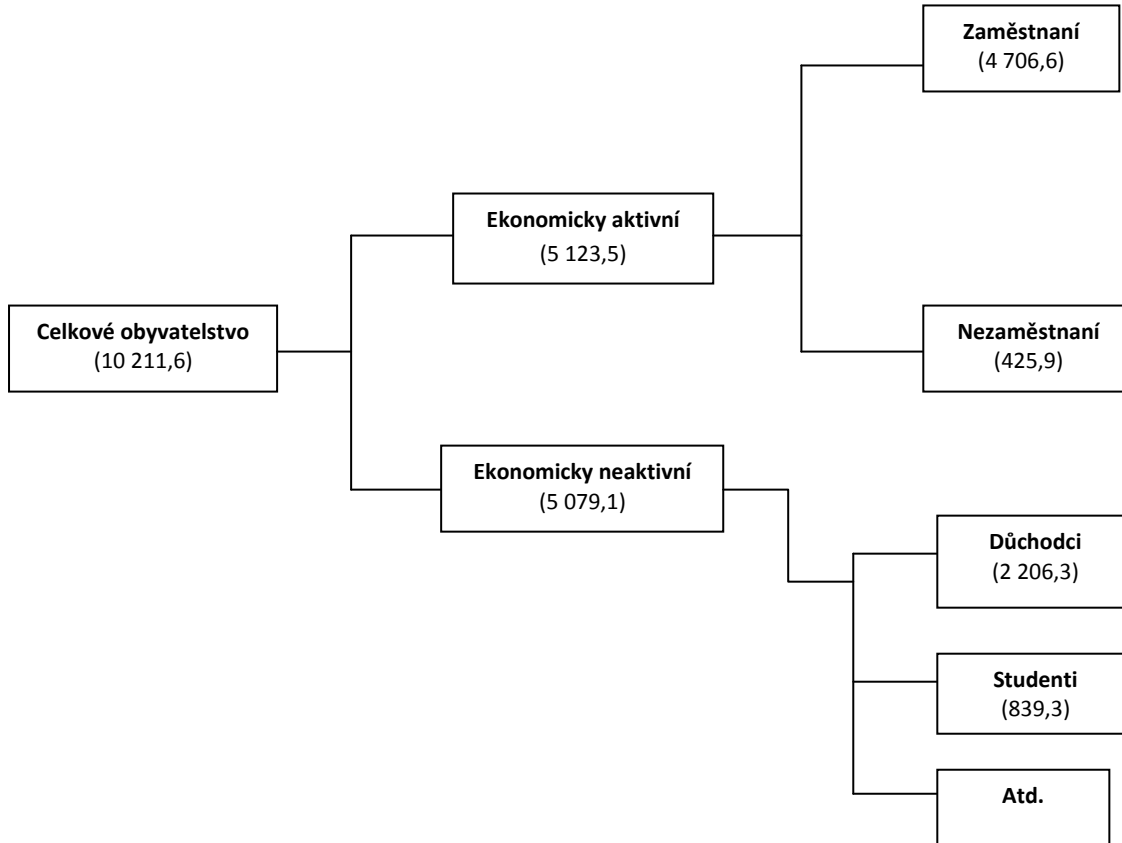 Zaměstnaní
(4 706,6)
Ekonomicky aktivní
(5 123,5)
Celkové obyvatelstvo
(10 211,6)
Nezaměstnaní
(425,9)
Ekonomicky neaktivní
(5 079,1)
Důchodci
(2 206,3)
Studenti
(839,3)
Atd.